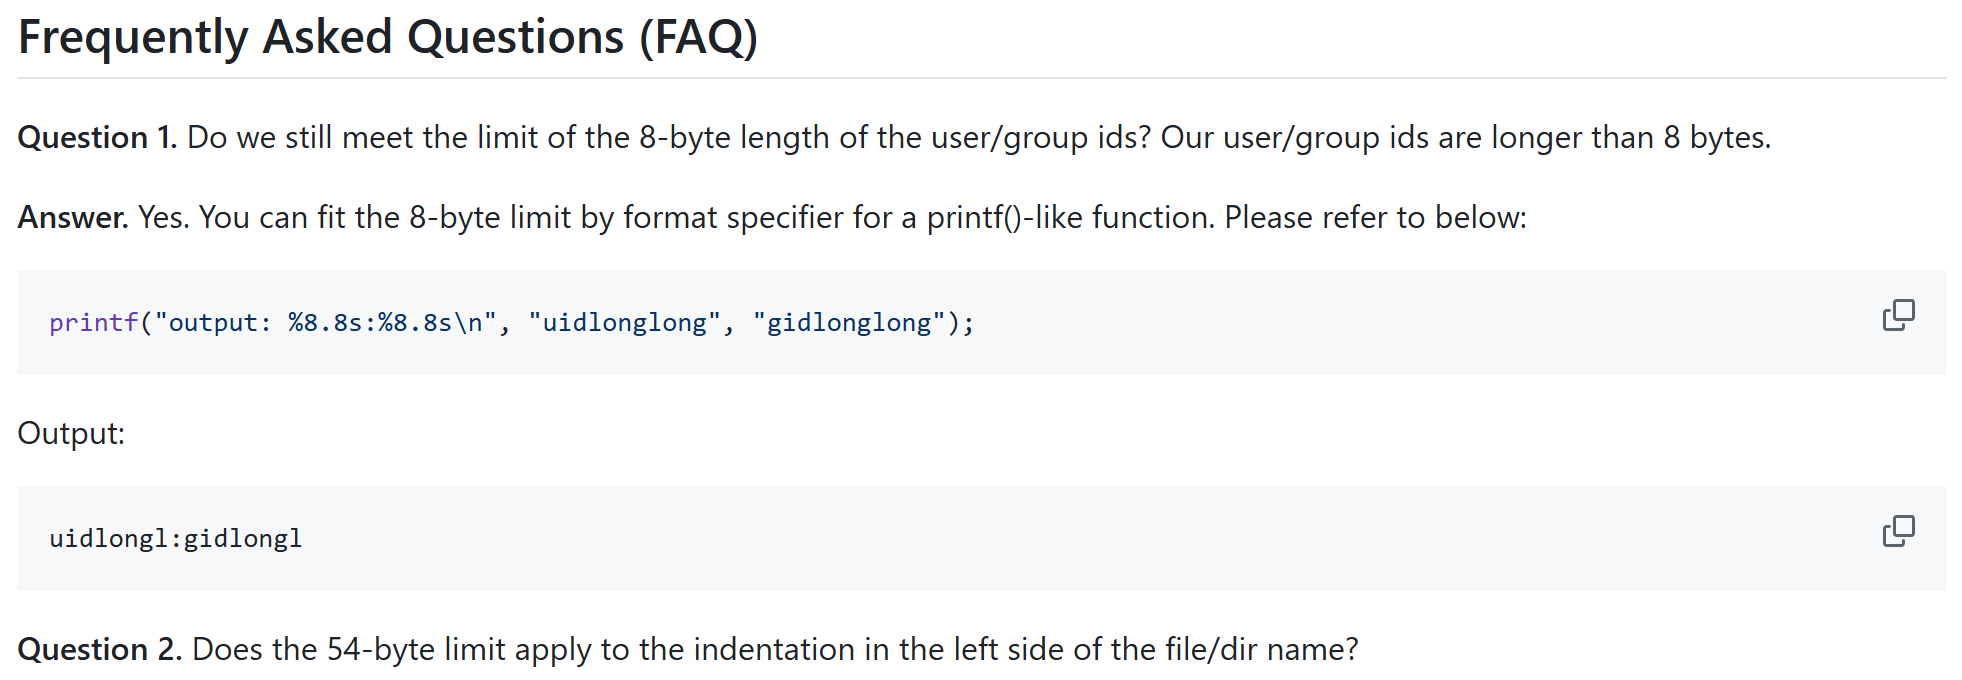 Frequently Asked Questions (FAQ)
Question 1. Do we still meet the limit of the 8-byte length of the user/group ids? Our user/group ids are longer than 8 bytes.
Answer. Yes. You can fit the 8-byte limit by format specifier for a printf()-like function. Please refer to below:
printf("output: %8.8s:%8.8s\n", "uidlonglong", "gidlonglong");
Output:
uidlongl:gidlongl
Question 2. Does the 54-byte limit apply to the indentation in the left side of the file/dir name?